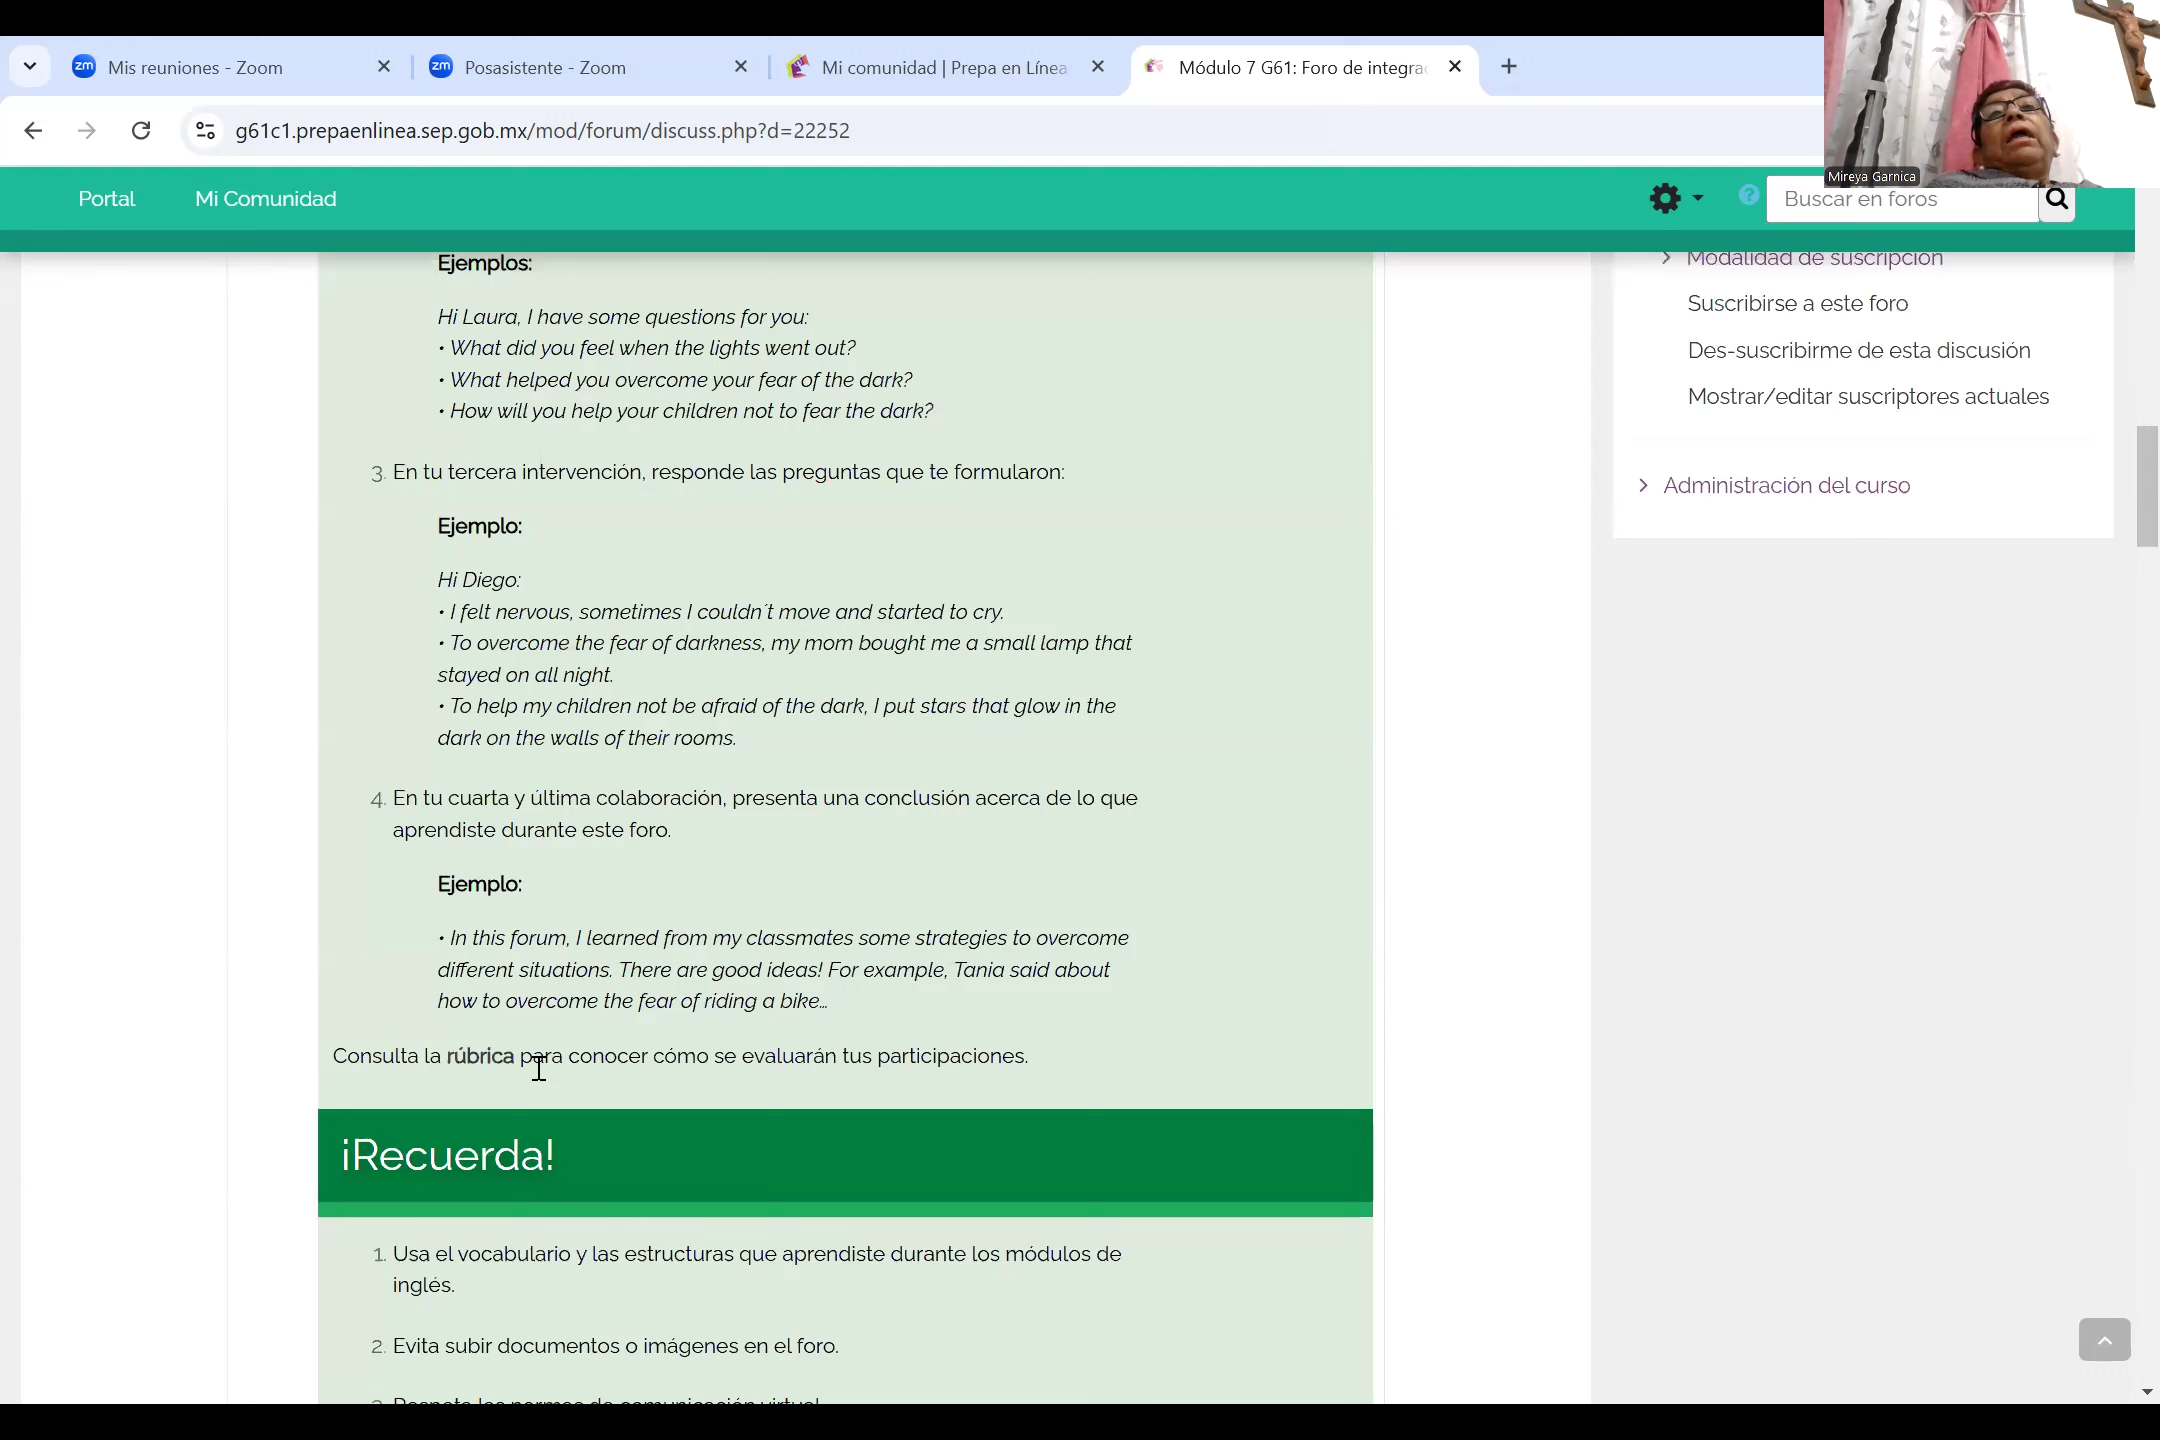 Mis reuniones - Zoom
Posasistente - Zoom
Mi comunidad | Prepa en Línea
Módulo 7 G61: Foro de integrac
g61c1.prepaenlinea.sep.gob.mx/mod/forum/discuss.php?d=22252
Mireya Garnica
Portal
Mi Comunidad
Buscar en foros
Ejemplos:
Hi Laura, I have some questions for you:
• What did you feel when the lights went out?
• What helped you overcome your fear of the dark?
• How will you help your children not to fear the dark?
3. En tu tercera intervención, responde las preguntas que te formularon:
Ejemplo:
Hi Diego:
• I felt nervous, sometimes I couldn´t move and started to cry.
• To overcome the fear of darkness, my mom bought me a small lamp that
stayed on all night.
• To help my children not be afraid of the dark, I put stars that glow in the
dark on the walls of their rooms.
4. En tu cuarta y última colaboración, presenta una conclusión acerca de lo que
aprendiste durante este foro.
Ejemplo:
• In this forum, I learned from my classmates some strategies to overcome
different situations. There are good ideas! For example, Tania said about
how to overcome the fear of riding a bike...
Consulta la rúbrica para conocer cómo se evaluarán tus participaciones.
¡Recuerda!
1. Usa el vocabulario y las estructuras que aprendiste durante los módulos de
inglés.
2. Evita subir documentos o imágenes en el foro.
3. Respeta las normas de comunicación virtual
Modalidad de suscripción
Suscribirse a este foro
Des-suscribirme de esta discusión
Mostrar/editar suscriptores actuales
Administración del curso